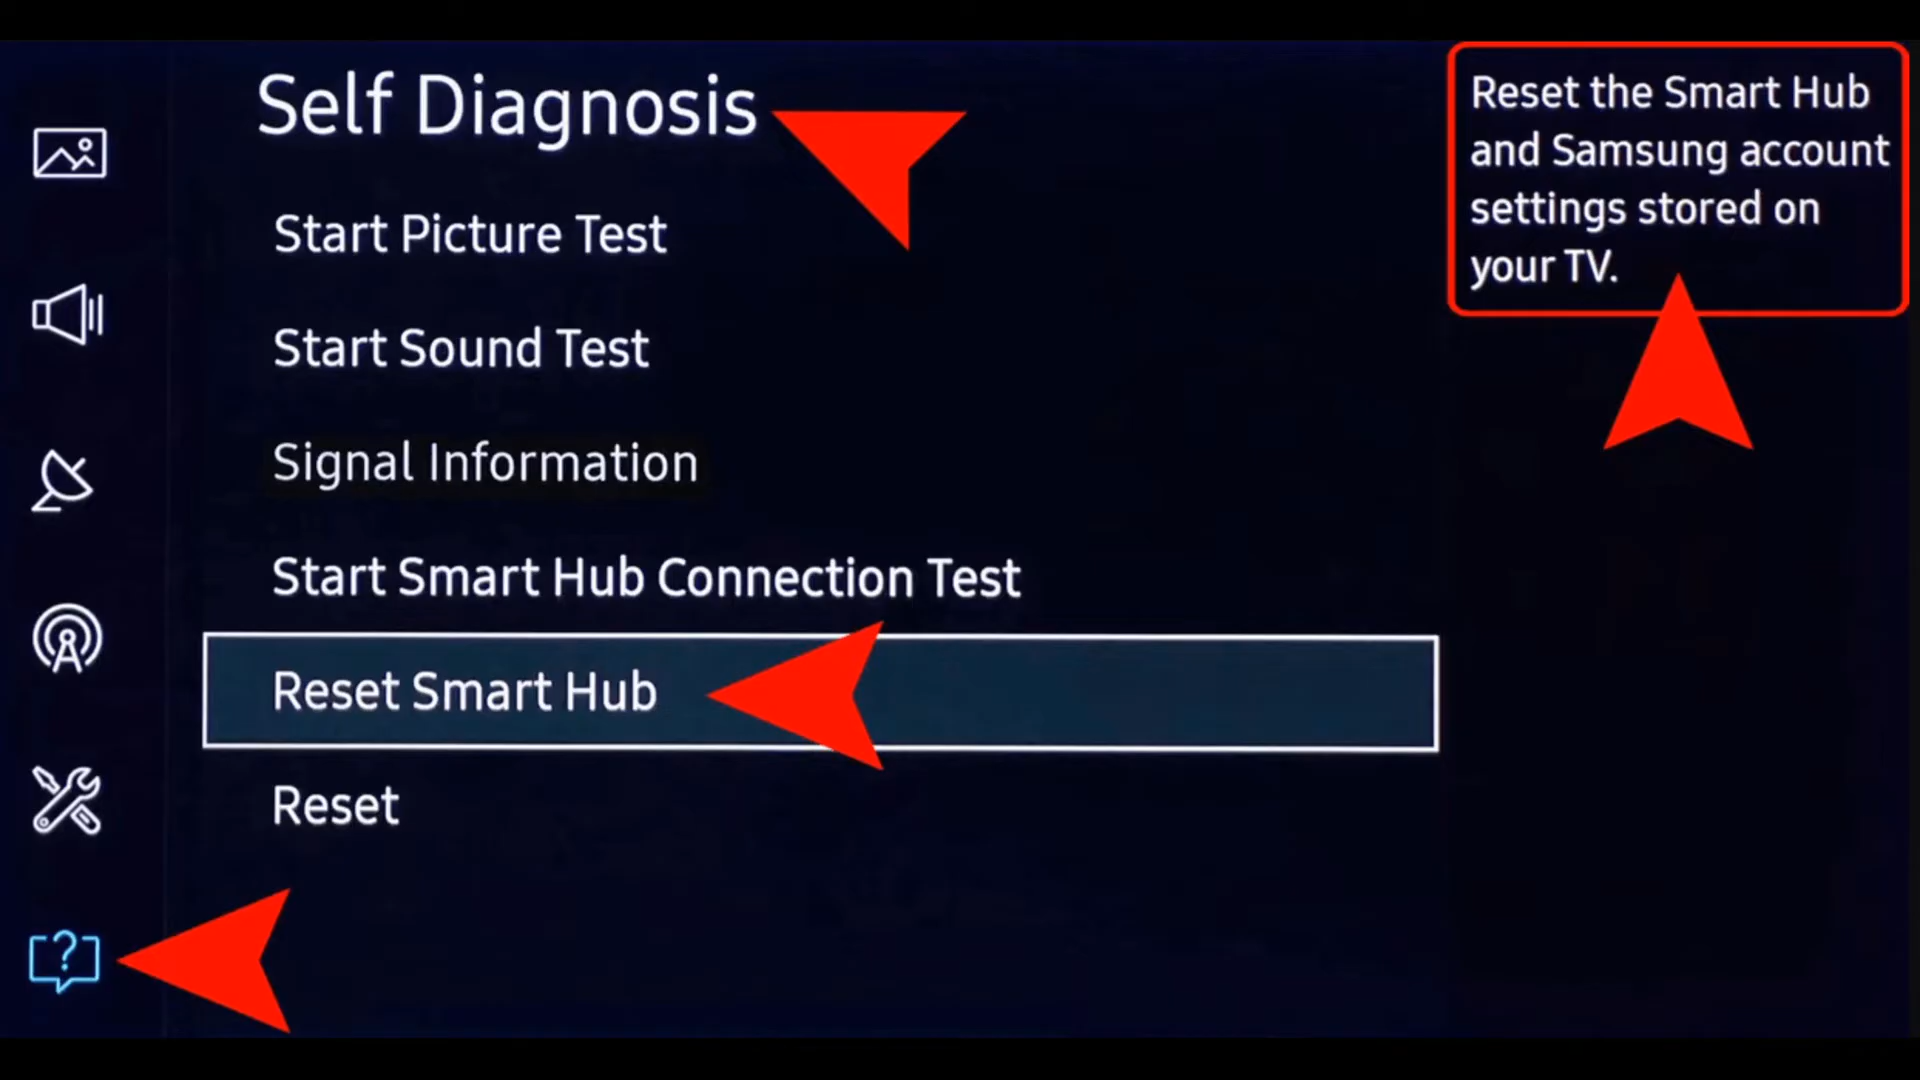 Self Diagnosis
Start Picture Test
Start Sound Test
Signal Information
Start Smart Hub Connection Test
Reset Smart Hub
Reset
Reset the Smart Hub
and Samsung account
settings stored on
your TV.